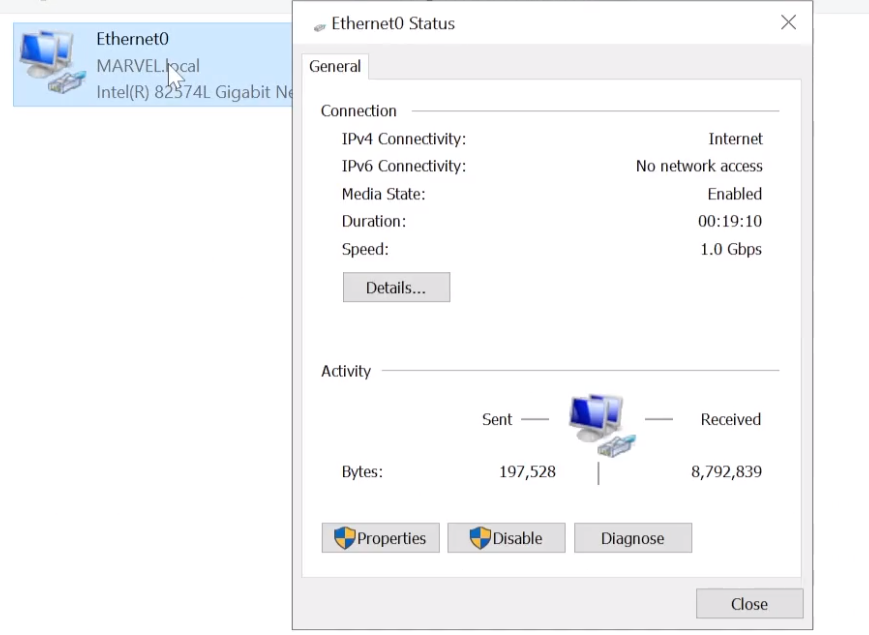 Ethernet0
MARVEL.local
Intel(R) 82574L Gigabit Ne
Ethernet0 Status
General
Connection
IPv4 Connectivity: Internet
IPv6 Connectivity: No network access
Media State: Enabled
Duration: 00:19:10
Speed: 1.0 Gbps
Details...
Activity
Sent Received
Bytes: 197,528 8,792,839
Properties Disable Diagnose
Close